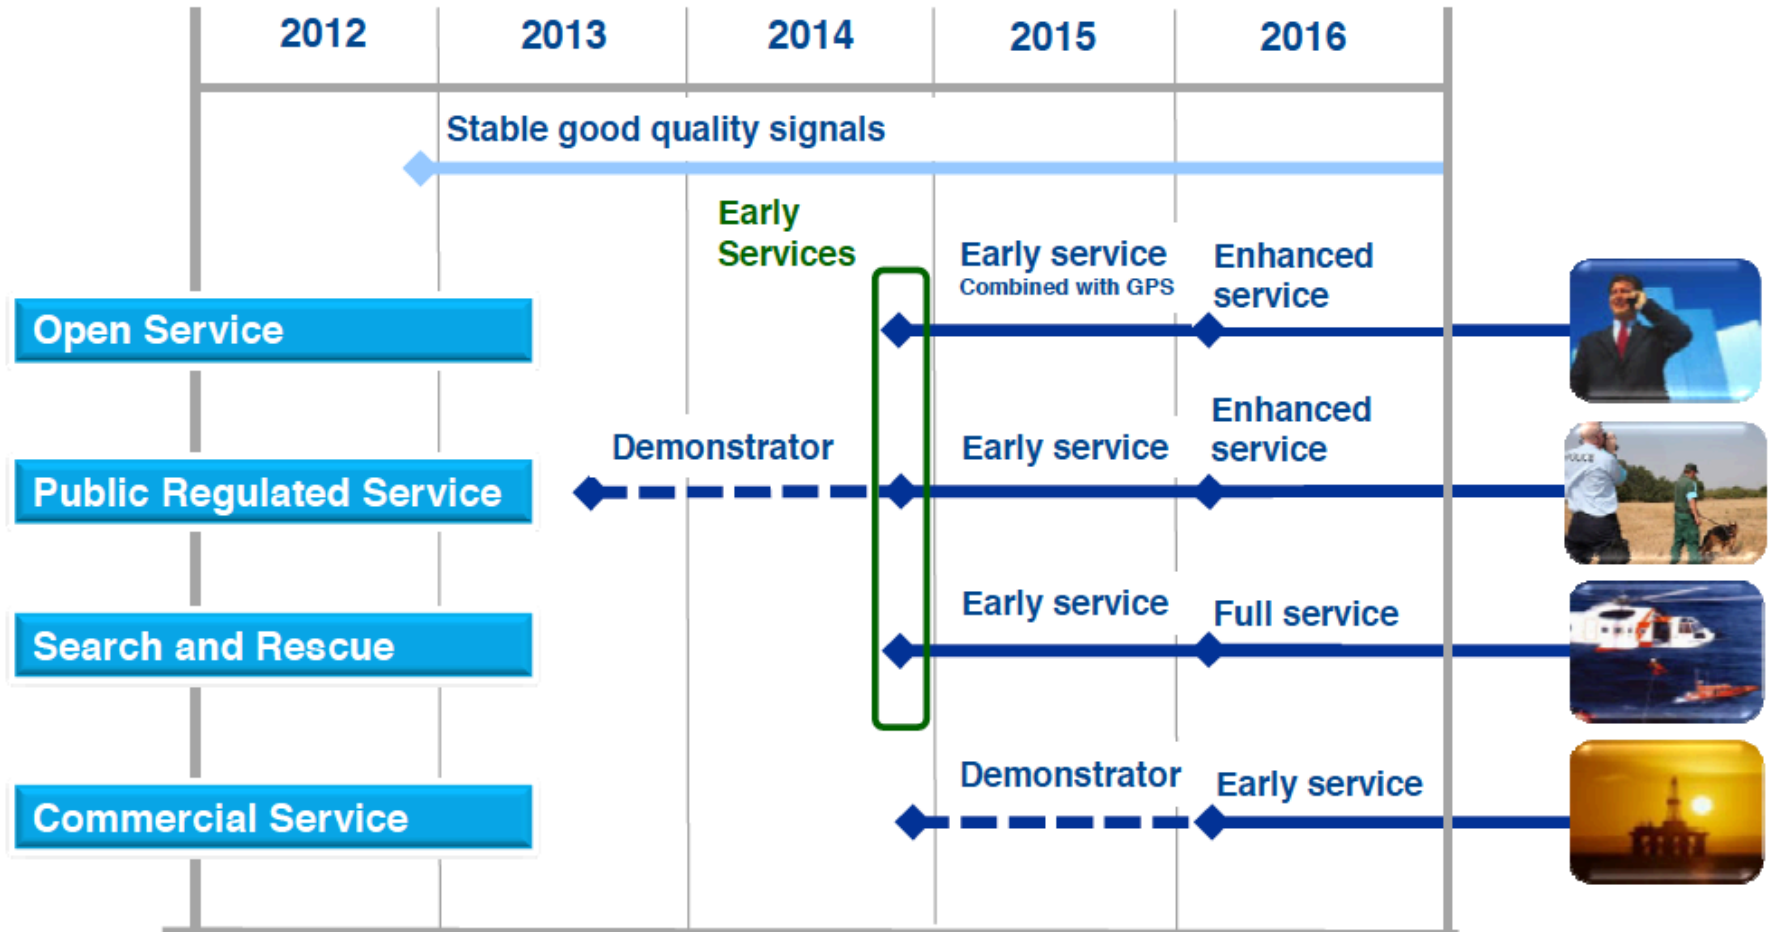 2012 2013 2014 2015 2016
Stable good quality signals
Early
Services
Early service
Combined with GPS
Enhanced
service
Open Service
Demonstrator
Early service
Enhanced
service
Public Regulated Service
Early service
Full service
Search and Rescue
Demonstrator
Early service
Commercial Service
POLICE